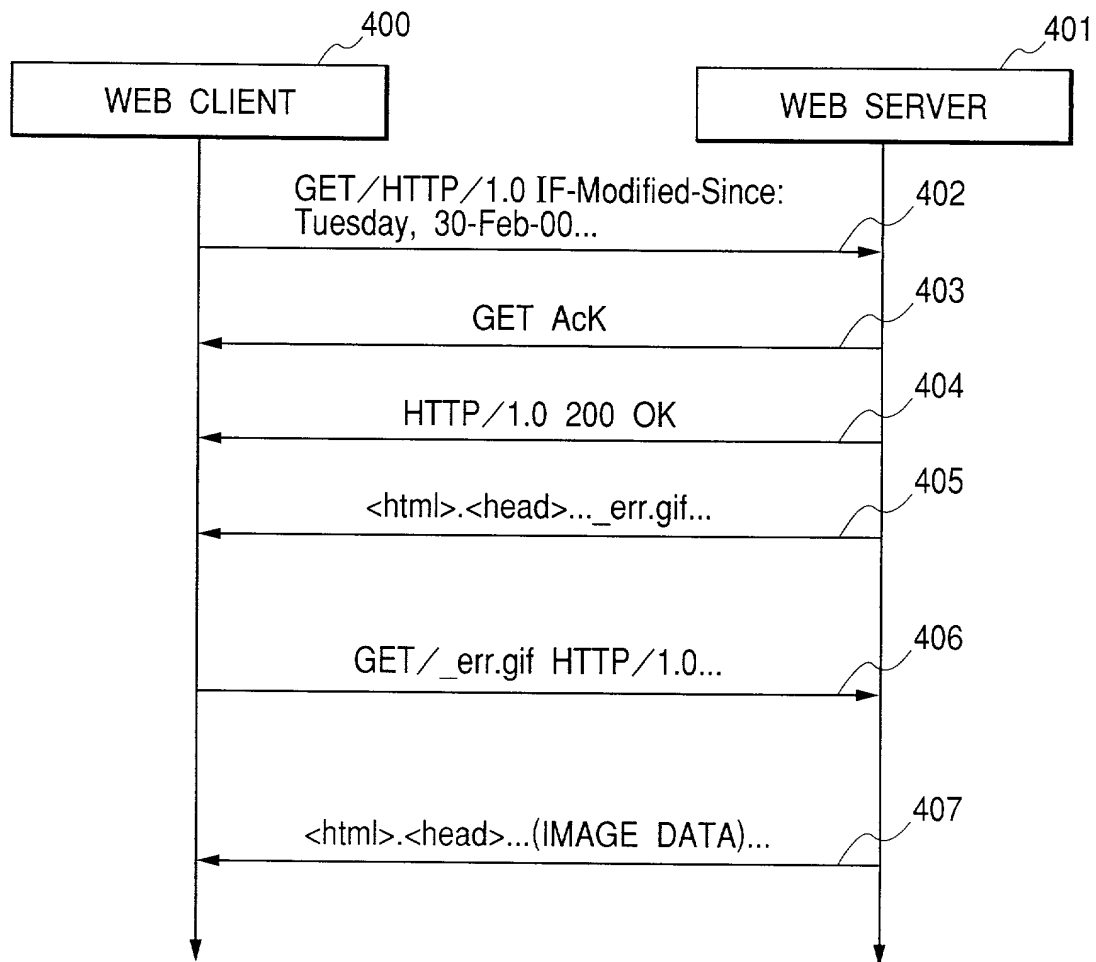 400
401
WEB CLIENT
WEB SERVER
GET/HTTP/1.0 IF-Modified-Since:
Tuesday, 30-Feb-00...
402
GET AcK
403
HTTP/1.0 200 OK
404
<html>.<head>..._err.gif...
405
GET/_err.gif HTTP/1.0...
406
<html>.<head>...(IMAGE DATA)...
407